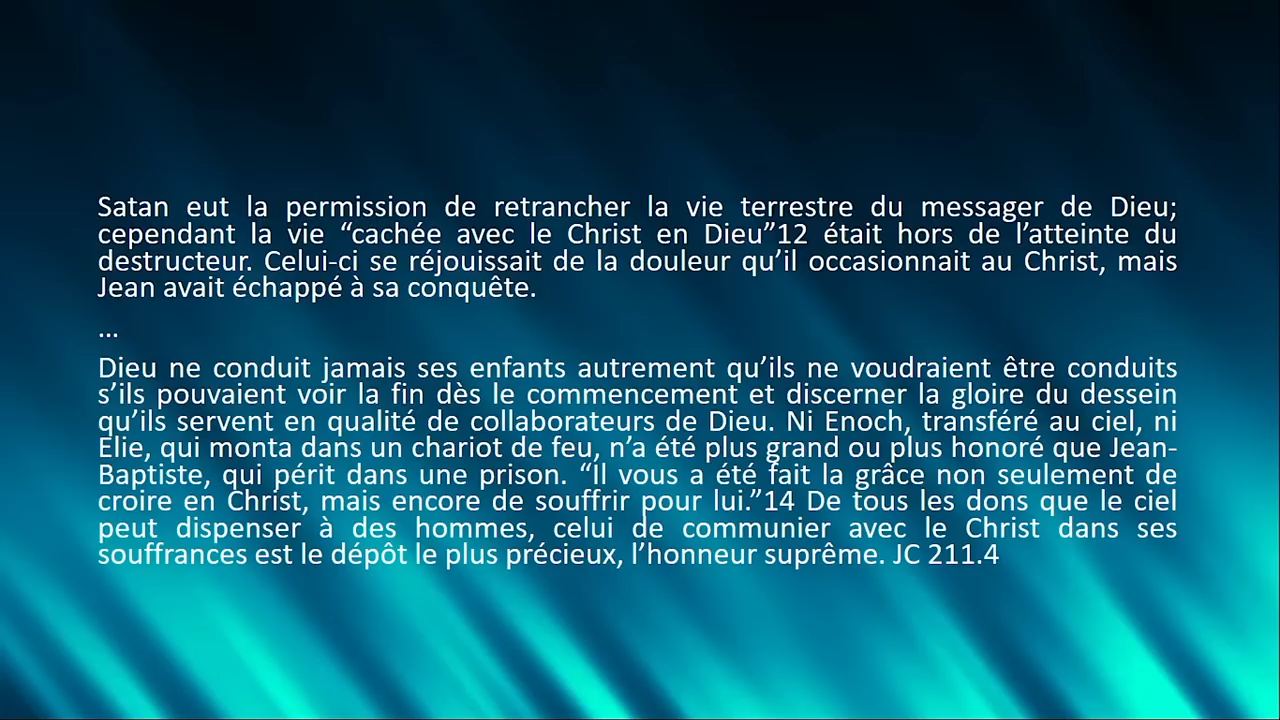 Satan eut la permission de retrancher la vie terrestre du messager de Dieu;
cependant la vie “cachée avec le Christ en Dieu”12 était hors de l’atteinte du
destructeur. Celui-ci se réjouissait de la douleur qu’il occasionnait au Christ, mais
Jean avait échappé à sa conquête.
...
Dieu ne conduit jamais ses enfants autrement qu’ils ne voudraient être conduits
s’ils pouvaient voir la fin dès le commencement et discerner la gloire du dessein
qu’ils servent en qualité de collaborateurs de Dieu. Ni Enoch, transféré au ciel, ni
Elie, qui monta dans un chariot de feu, n’a été plus grand ou plus honoré que Jean-
Baptiste, qui périt dans une prison. “Il vous a été fait la grâce non seulement de
croire en Christ, mais encore de souffrir pour lui.”14 De tous les dons que le ciel
peut dispenser à des hommes, celui de communier avec le Christ dans ses
souffrances est le dépôt le plus précieux, l’honneur suprême. JC 211.4